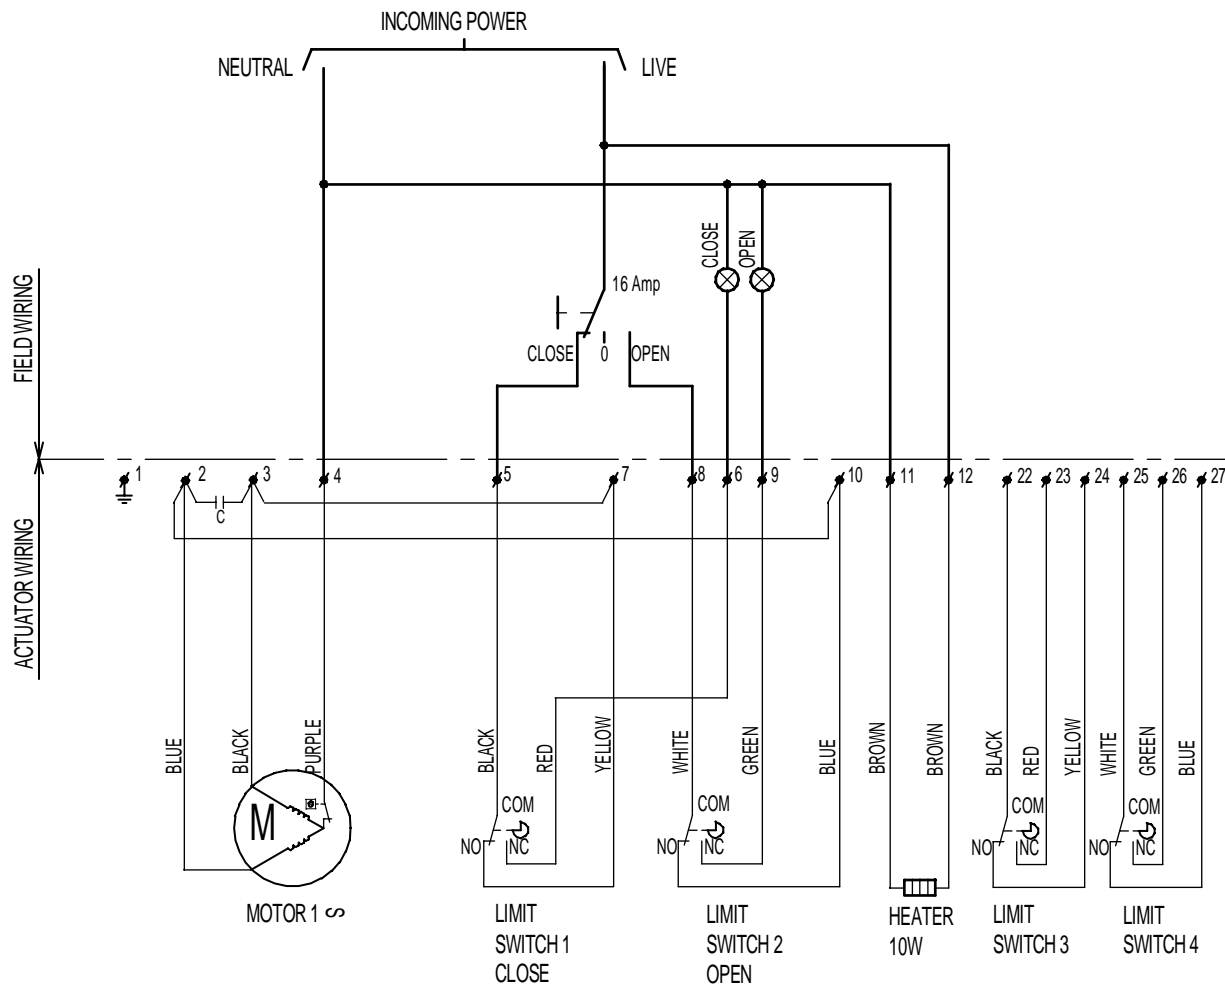 INCOMING POWER
NEUTRAL
LIVE
CLOSE
OPEN
16 Amp
CLOSE
0
OPEN
FIELD WIRING
ACTUATOR WIRING
1
2
3
4
5
7
8
6
9
10
11
12
22
23
24
25
26
27
C
BLUE
BLACK
PURPLE
BLACK
RED
YELLOW
WHITE
GREEN
BLUE
BROWN
BROWN
BLACK
RED
YELLOW
WHITE
GREEN
BLUE
M
COM
NO
NC
COM
NO
NC
COM
NO
NC
COM
NO
NC
MOTOR 1 S
LIMIT
SWITCH 1
CLOSE
LIMIT
SWITCH 2
OPEN
HEATER
10W
LIMIT
SWITCH 3
LIMIT
SWITCH 4